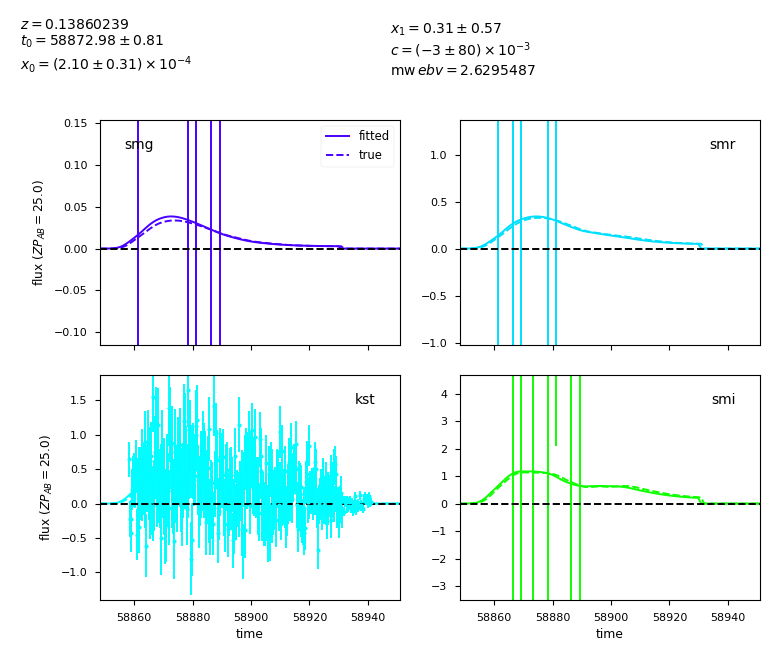 z = 0.13860239
t₀ = 58872.98 ± 0.81
x₀ = (2.10 ± 0.31) × 10⁻⁴
x₁ = 0.31 ± 0.57
c = (−3 ± 80) × 10⁻³
mw ebv = 2.6295487
smg
fitted
true
0.15
0.10
0.05
0.00
−0.05
−0.10
flux (ZP_AB = 25.0)
smr
1.0
0.5
0.0
−0.5
−1.0
kst
1.5
1.0
0.5
0.0
−0.5
−1.0
flux (ZP_AB = 25.0)
58860 58880 58900 58920 58940
time
smi
4
3
2
1
0
−1
−2
−3
58860 58880 58900 58920 58940
time